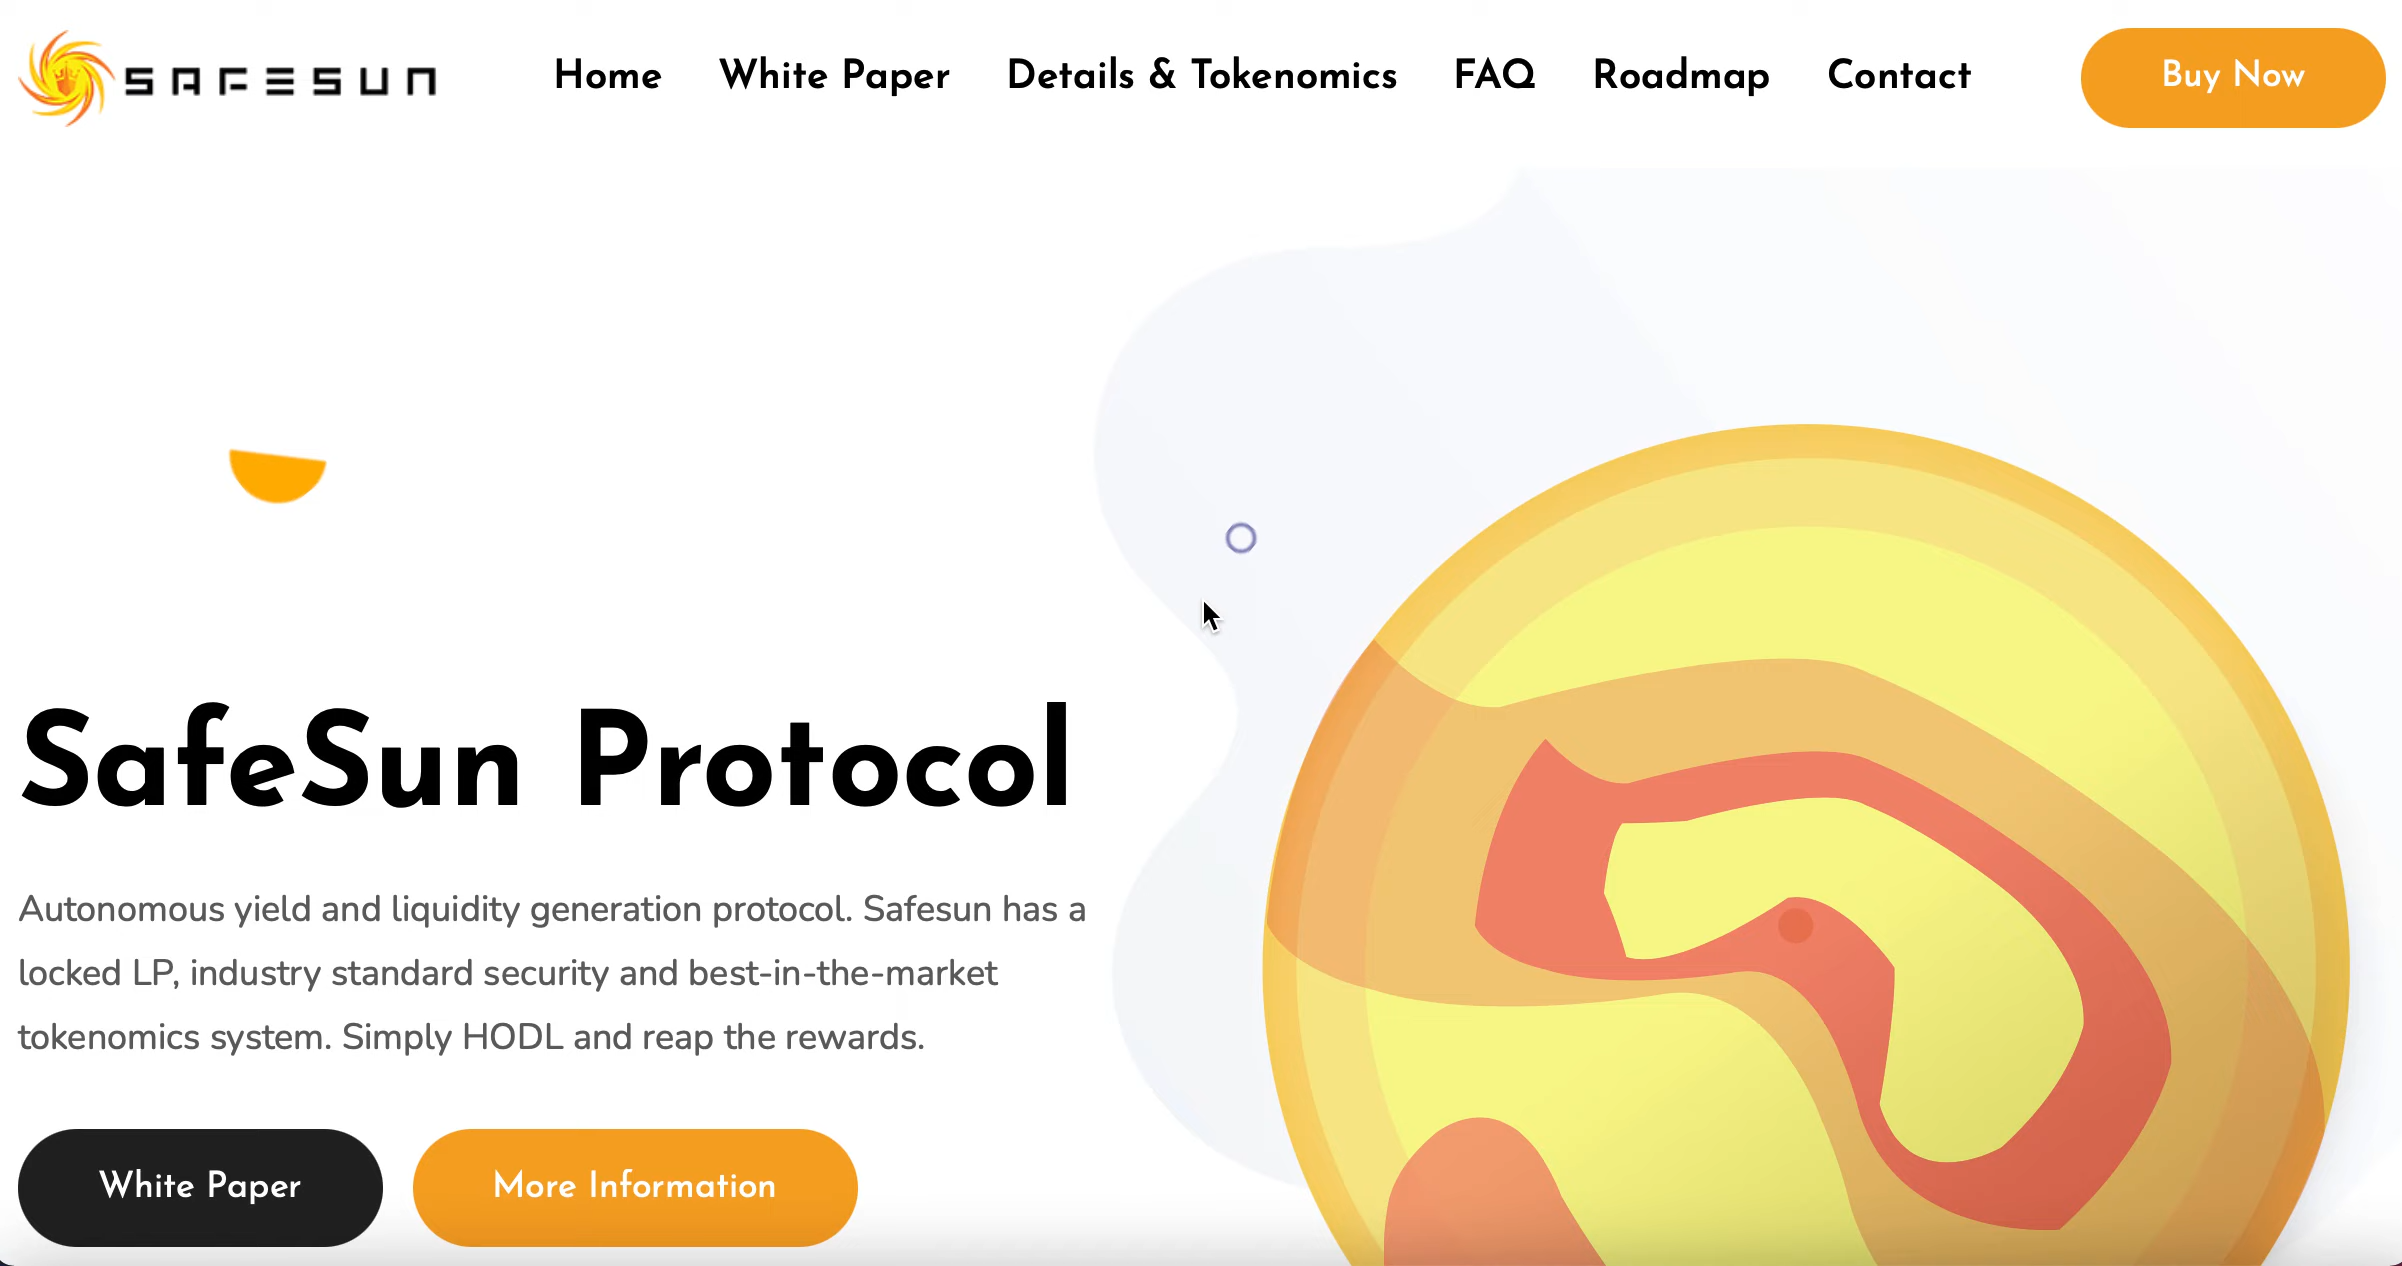 SAFESUN
Home White Paper Details & Tokenomics FAQ Roadmap Contact Buy Now
SafeSun Protocol
Autonomous yield and liquidity generation protocol. Safesun has a
locked LP, industry standard security and best-in-the-market
tokenomics system. Simply HODL and reap the rewards.
White Paper More Information